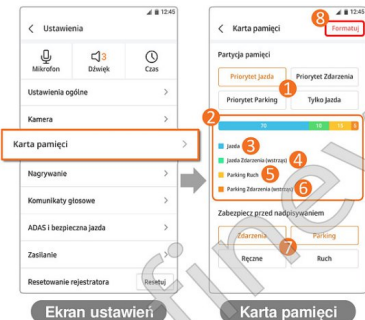 12:45
Ustawienia
3
Mikrofon Dźwięk Czas
Ustawienia ogólne
Kamera
Karta pamięci
Nagrywanie
Komunikaty głosowe
ADAS i bezpieczna jazda
Zasilanie
Resetowanie rejestratora Resetuj
Ekran ustawień
12:45
8
Karta pamięci Formatuj
Partycja pamięci
Priorytet Jazda Priorytet Zdarzenia
1
Priorytet Parking Tylko Jazda
2
70 10 15 5
Jazda 3
Jazda Zdarzenia (wstrząs) 4
Parking Ruch 5
Parking Zdarzenia (wstrząs) 6
Zabezpiecz przed nadpisywaniem
Zdarzenia Parking
7
Ręczne Ruch
Karta pamięci